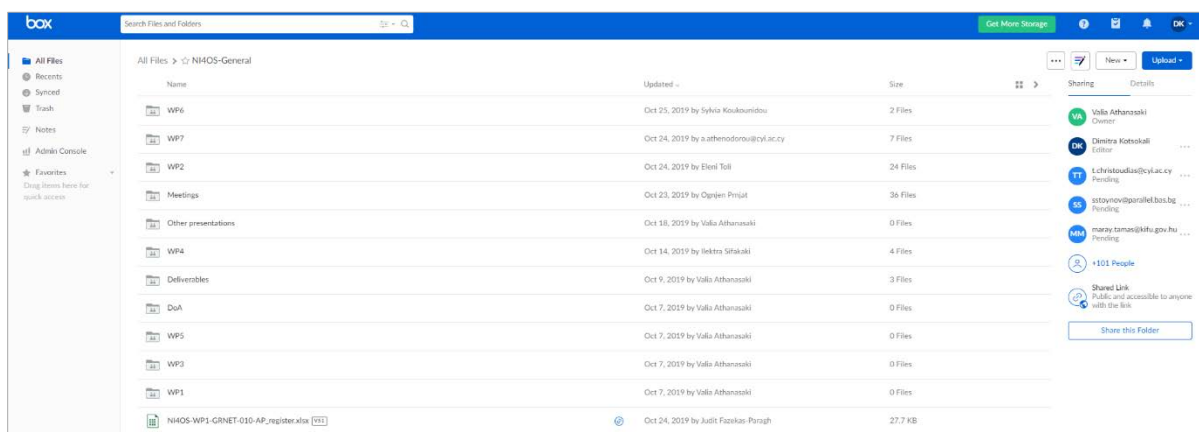 box
Search Files and Folders
Get More Storage
DK
All Files
Recents
Synced
Trash
Notes
Admin Console
Favorites
Drag items here for
quick access
All Files > NI4OS-General
New
Upload
Name Updated Size
WP6 Oct 25, 2019 by Sylvia Koukounidou 2 Files
WP7 Oct 24, 2019 by a.athenodorou@cyi.ac.cy 7 Files
WP2 Oct 24, 2019 by Eleni Toli 24 Files
Meetings Oct 23, 2019 by Ognjen Prnjat 36 Files
Other presentations Oct 18, 2019 by Valia Athanasaki 0 Files
WP4 Oct 14, 2019 by Ilektra Sifakaki 4 Files
Deliverables Oct 9, 2019 by Valia Athanasaki 3 Files
DoA Oct 7, 2019 by Valia Athanasaki 0 Files
WP5 Oct 7, 2019 by Valia Athanasaki 0 Files
WP3 Oct 7, 2019 by Valia Athanasaki 0 Files
WP1 Oct 7, 2019 by Valia Athanasaki 0 Files
NI4OS-WP1-GRNET-010-AP_register.xlsx Oct 24, 2019 by Judit Fazekas-Paragh 27.7 KB
Sharing Details
VA Valia Athanasaki
Owner
DK Dimitra Kotsokali
Editor
TT t.christoudias@cyi.ac.cy
Pending
SS sstoynov@parallel.bas.bg
Pending
MM maray.tamas@kifu.gov.hu
Pending
+101 People
Shared Link
Public and accessible to anyone
with the link
Share this Folder